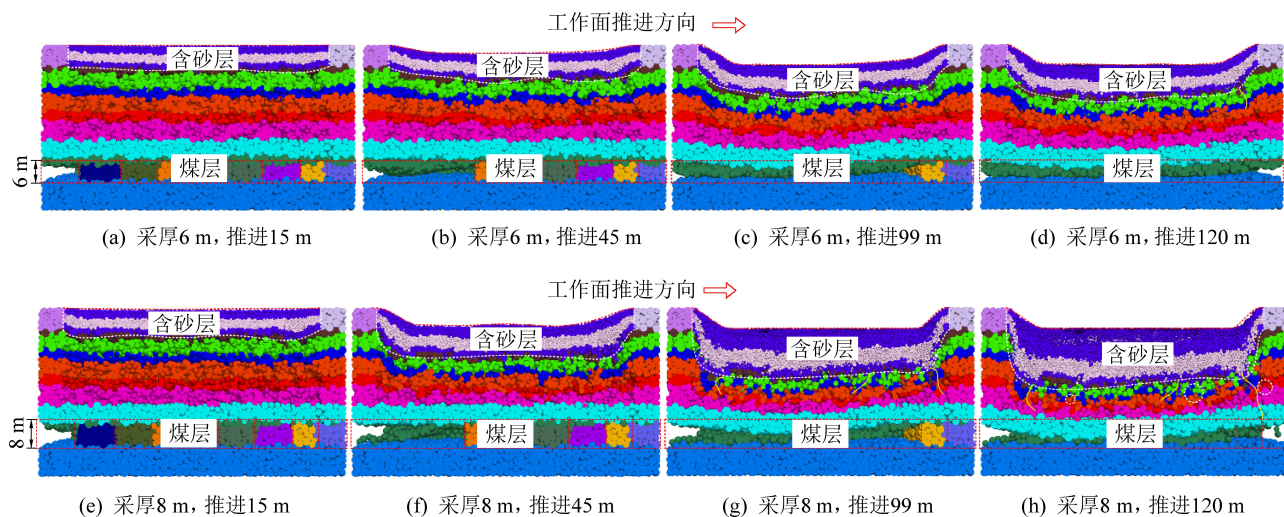 工作面推进方向
含砂层 含砂层 含砂层 含砂层
6 m 煤层 煤层 煤层 煤层
(a) 采厚6 m,推进15 m (b) 采厚6 m,推进45 m (c) 采厚6 m,推进99 m (d) 采厚6 m,推进120 m
工作面推进方向
含砂层 含砂层 含砂层 含砂层
8 m 煤层 煤层 煤层 煤层
(e) 采厚8 m,推进15 m (f) 采厚8 m,推进45 m (g) 采厚8 m,推进99 m (h) 采厚8 m,推进120 m